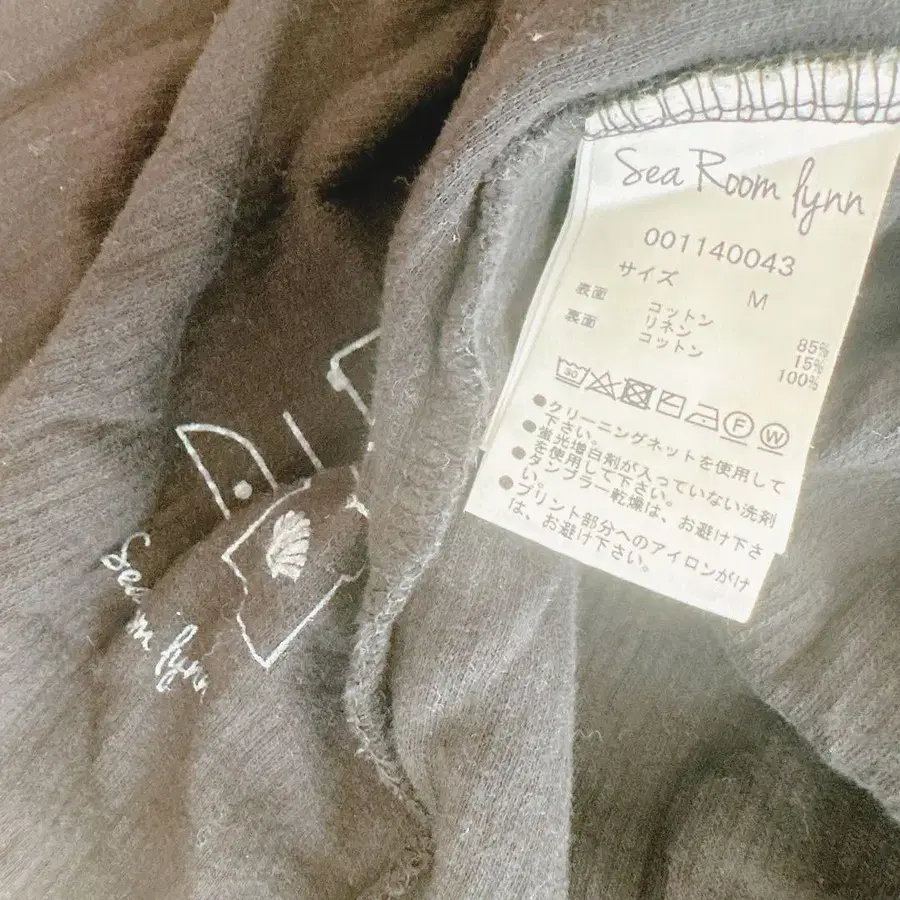 Sea Room lynn
001140043
サイズ M
表面 コットン 85%
リネン 15%
裏面 コットン 100%
30
F W
●クリーニングネットを使用して
下さい。
●蛍光増白剤が入っていない洗剤
を使用して下さい。
●タンブラー乾燥は、お避け下さ
い。
●プリント部分へのアイロンがけ
は、お避け下さい。
Sea
m lynn